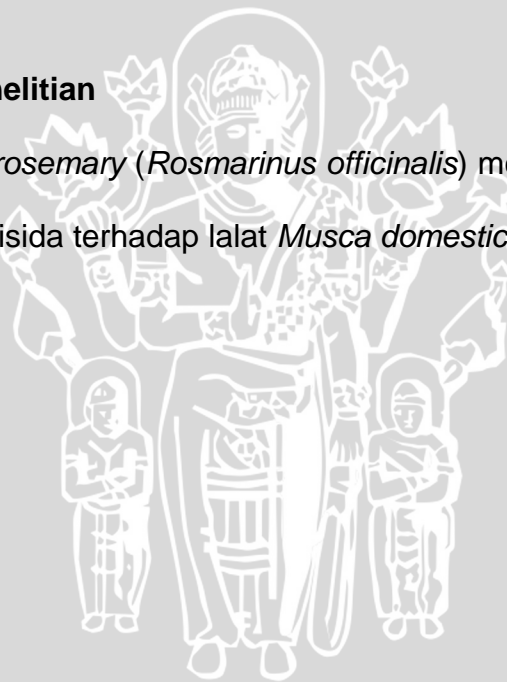 nelitian
rosemary (Rosmarinus officinalis) m
isida terhadap lalat Musca domestic